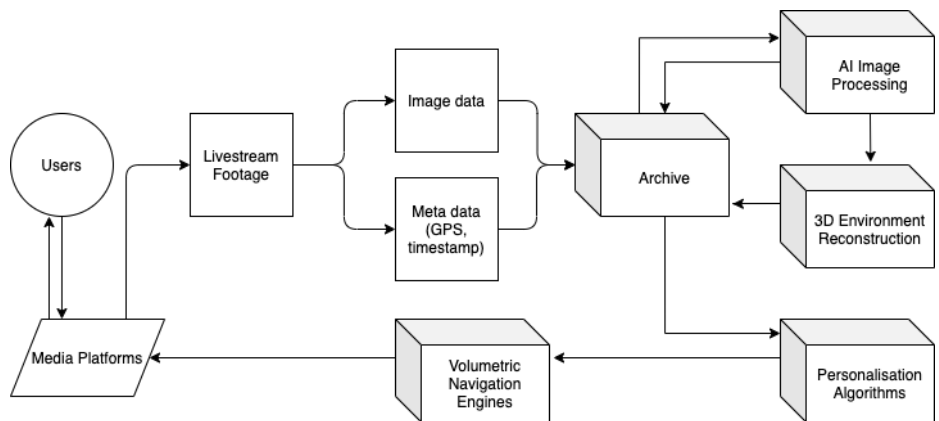 AI Image
Processing
Image data
Users
Livestream
Footage
Archive
Meta data
(GPS,
timestamp)
3D Environment
Reconstruction
Media Platforms
Volumetric
Navigation
Engines
Personalisation
Algorithms